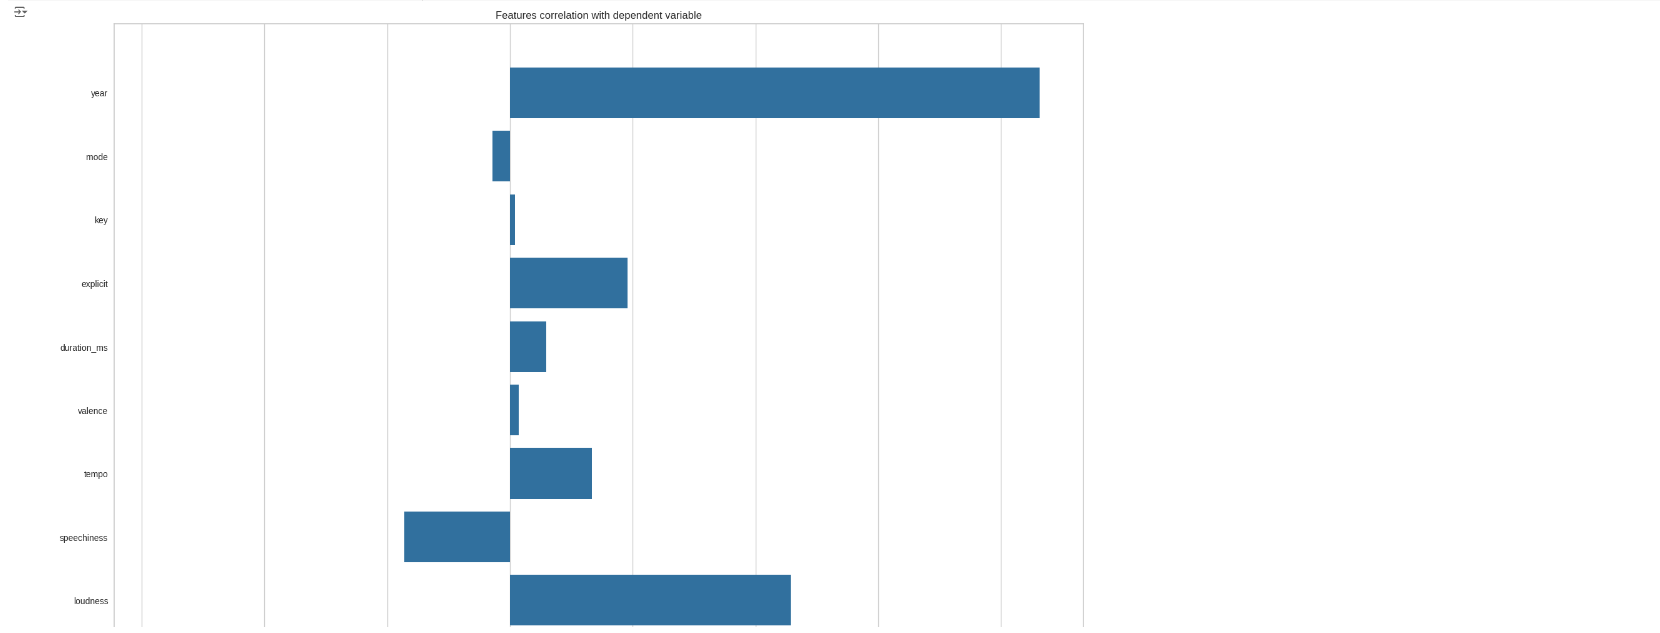 Features correlation with dependent variable
year
mode
key
explicit
duration_ms
valence
tempo
speechiness
loudness